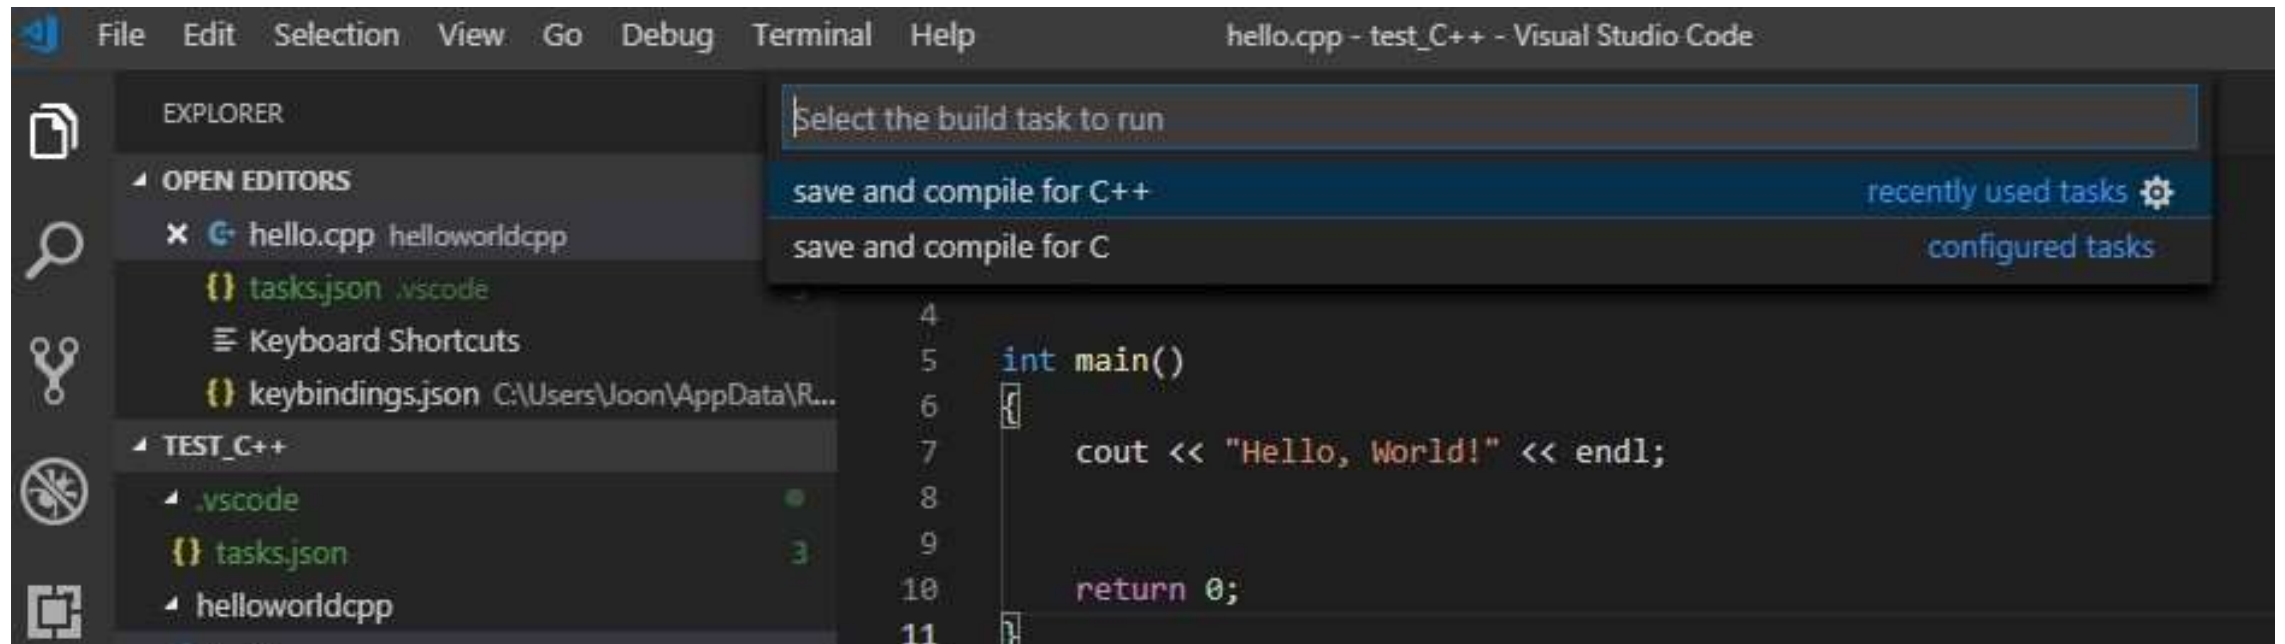 File Edit Selection View Go Debug Terminal Help hello.cpp - test_C++ - Visual Studio Code
EXPLORER
OPEN EDITORS
hello.cpp helloworldcpp
tasks.json .vscode
Keyboard Shortcuts
keybindings.json C:\Users\Joon\AppData\R...
TEST_C++
.vscode
tasks.json 3
helloworldcpp
Select the build task to run
save and compile for C++ recently used tasks
save and compile for C configured tasks
4
5 int main()
6 {
7 cout << "Hello, World!" << endl;
8
9
10 return 0;
11 }